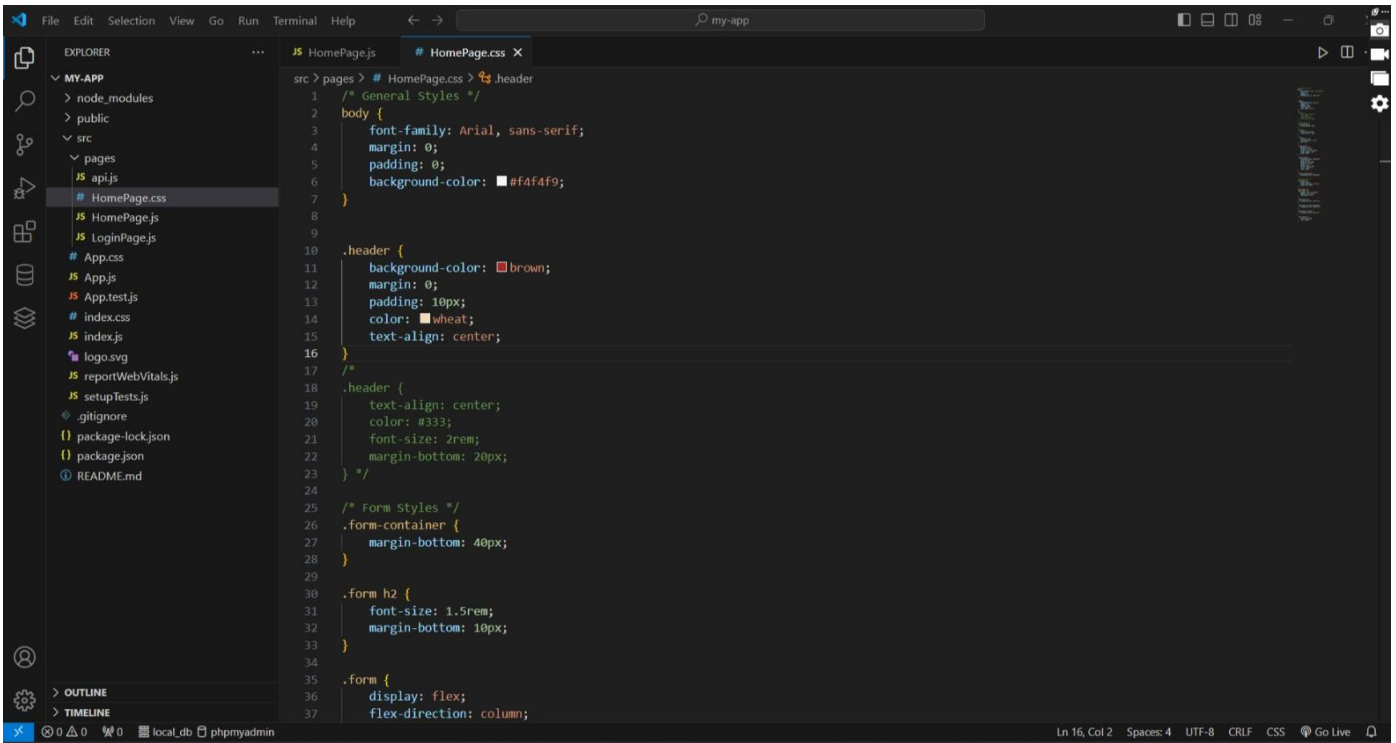 File Edit Selection View Go Run Terminal Help
my-app
EXPLORER
MY-APP
node_modules
public
src
pages
JS api.js
# HomePage.css
JS HomePage.js
JS LoginPage.js
# App.css
JS App.js
JS App.test.js
# index.css
JS index.js
logo.svg
JS reportWebVitals.js
JS setupTests.js
.gitignore
{} package-lock.json
{} package.json
README.md
OUTLINE
TIMELINE
JS HomePage.js # HomePage.css
src > pages > # HomePage.css > .header
1 /* General Styles */
2 body {
3 font-family: Arial, sans-serif;
4 margin: 0;
5 padding: 0;
6 background-color: #f4f4f9;
7 }
8
9
10 .header {
11 background-color: brown;
12 margin: 0;
13 padding: 10px;
14 color: wheat;
15 text-align: center;
16 }
17 /*
18 .header {
19 text-align: center;
20 color: #333;
21 font-size: 2rem;
22 margin-bottom: 20px;
23 } */
24
25 /* Form Styles */
26 .form-container {
27 margin-bottom: 40px;
28 }
29
30 .form h2 {
31 font-size: 1.5rem;
32 margin-bottom: 10px;
33 }
34
35 .form {
36 display: flex;
37 flex-direction: column;
0 0 0 local_db phpmyadmin
Ln 16, Col 2 Spaces: 4 UTF-8 CRLF CSS Go Live